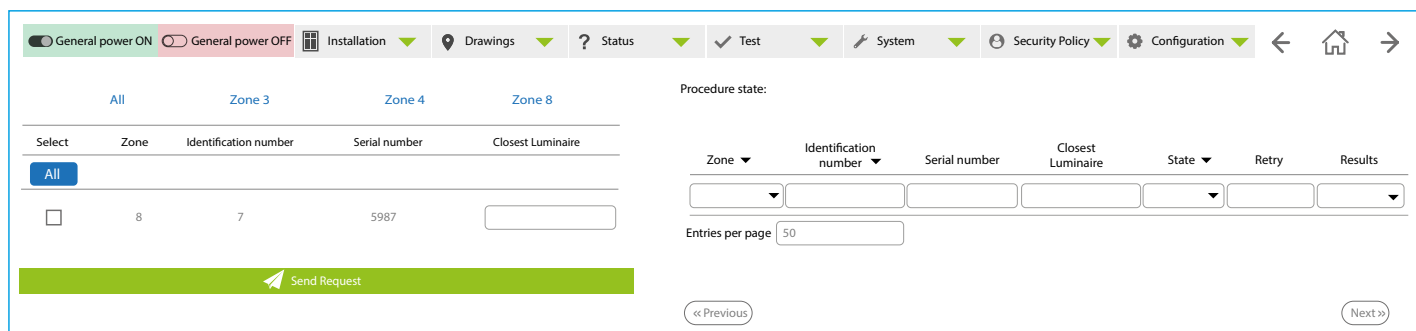 General power ON General power OFF Installation Drawings ? Status Test System Security Policy Configuration
All Zone 3 Zone 4 Zone 8
Select Zone Identification number Serial number Closest Luminaire
All
8 7 5987
Send Request
Procedure state:
Zone Identification number Serial number Closest Luminaire State Retry Results
Entries per page 50
« Previous Next »